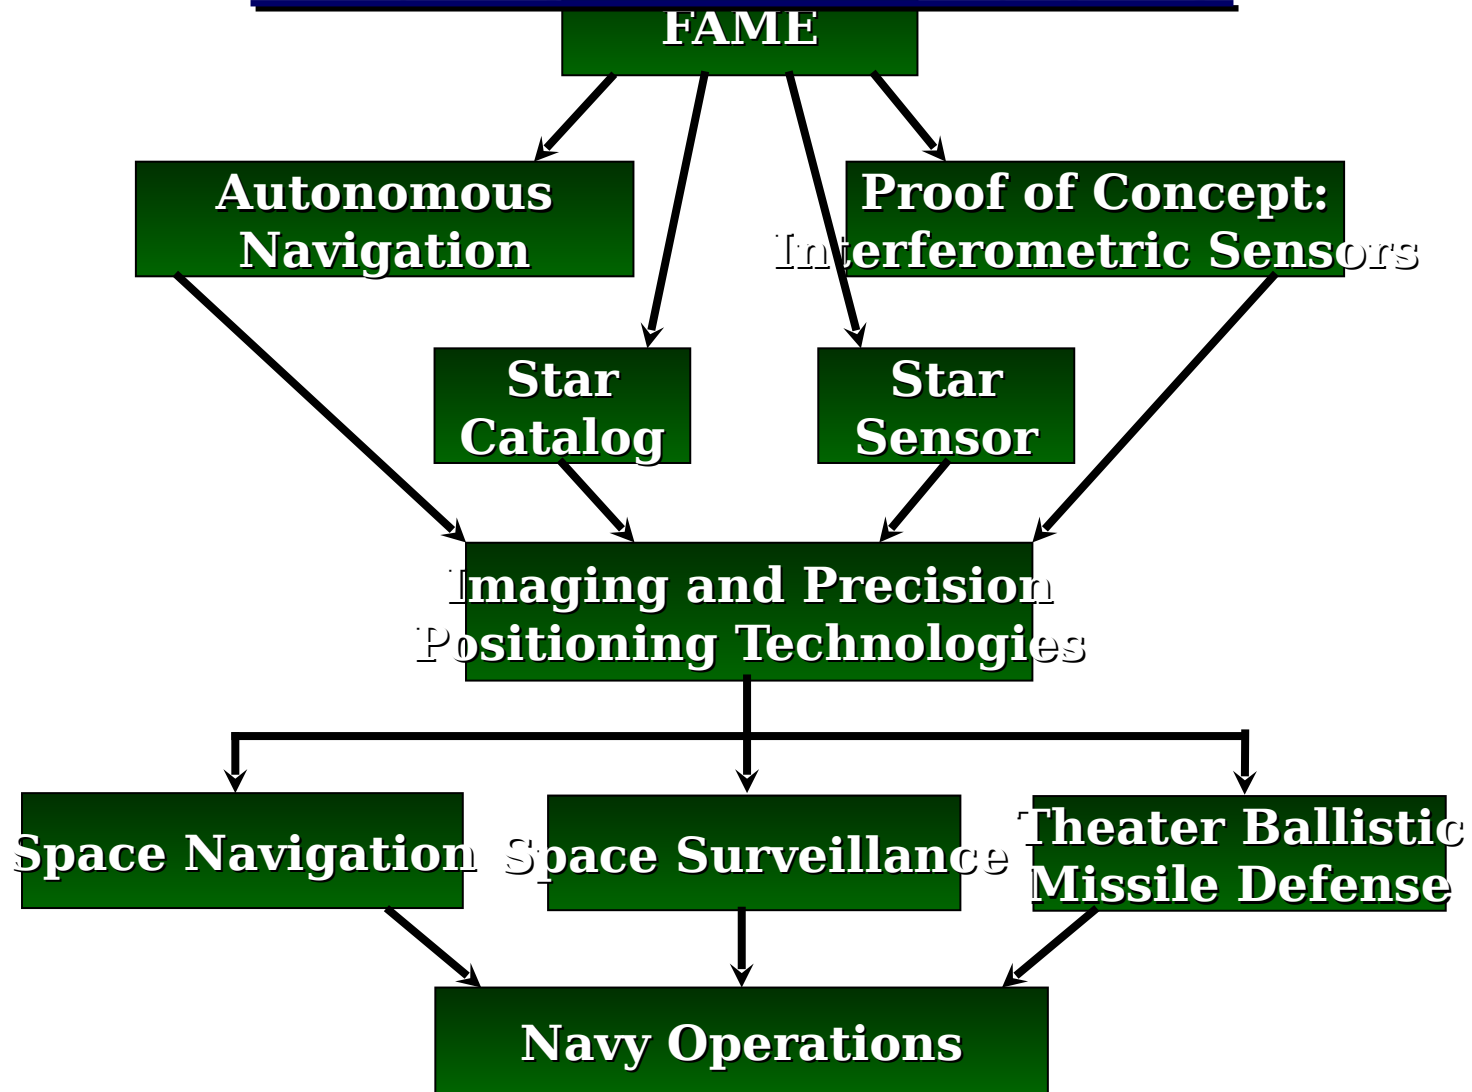 FAME
Autonomous
Navigation
Proof of Concept:
Interferometric Sensors
Star
Catalog
Star
Sensor
Imaging and Precision
Positioning Technologies
Space Navigation
Space Surveillance
Theater Ballistic
Missile Defense
Navy Operations